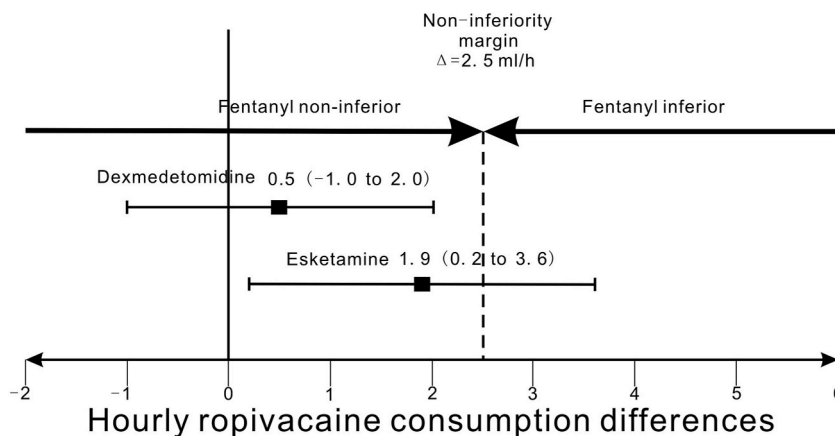 Non-inferiority
margin
Δ=2.5 ml/h
Fentanyl non-inferior
Fentanyl inferior
Dexmedetomidine 0.5 (-1.0 to 2.0)
Esketamine 1.9 (0.2 to 3.6)
-2 -1 0 1 2 3 4 5 6
Hourly ropivacaine consumption differences